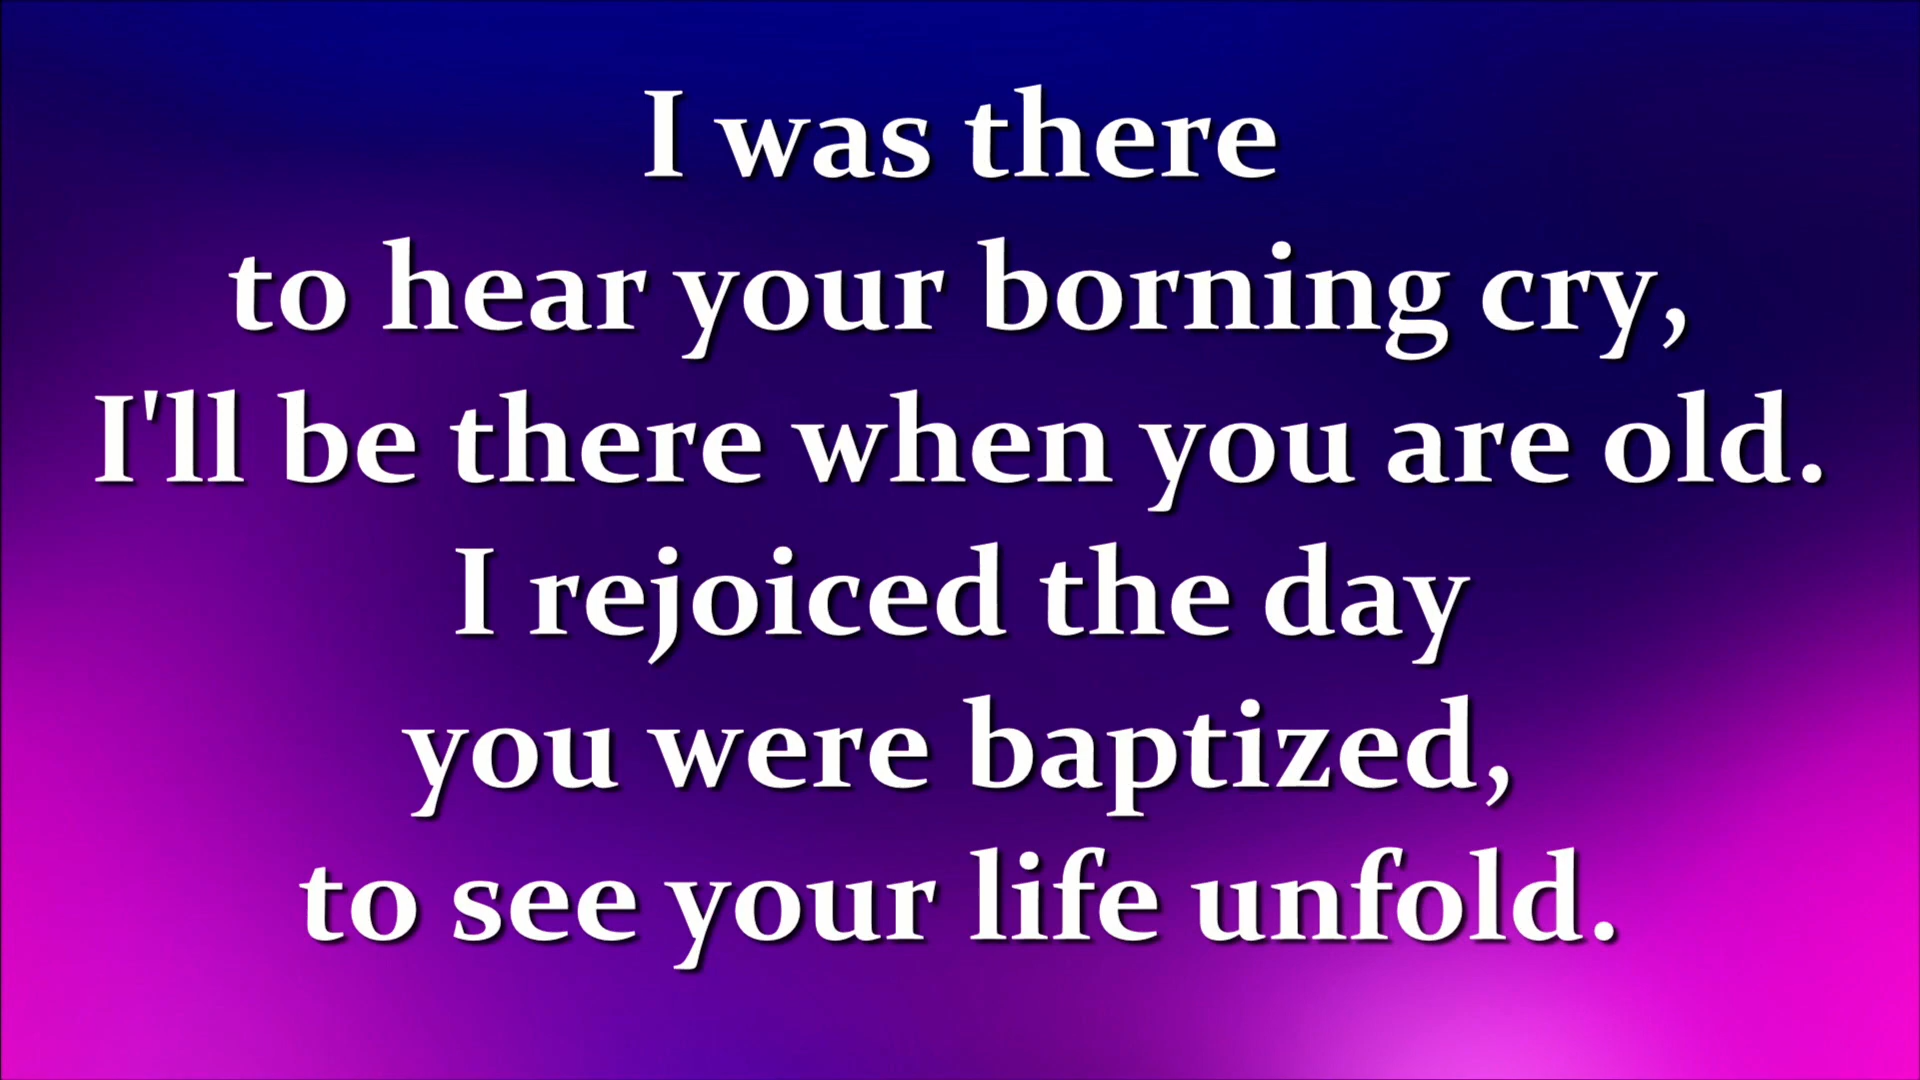 I was there
to hear your borning cry,
I'll be there when you are old.
I rejoiced the day
you were baptized,
to see your life unfold.